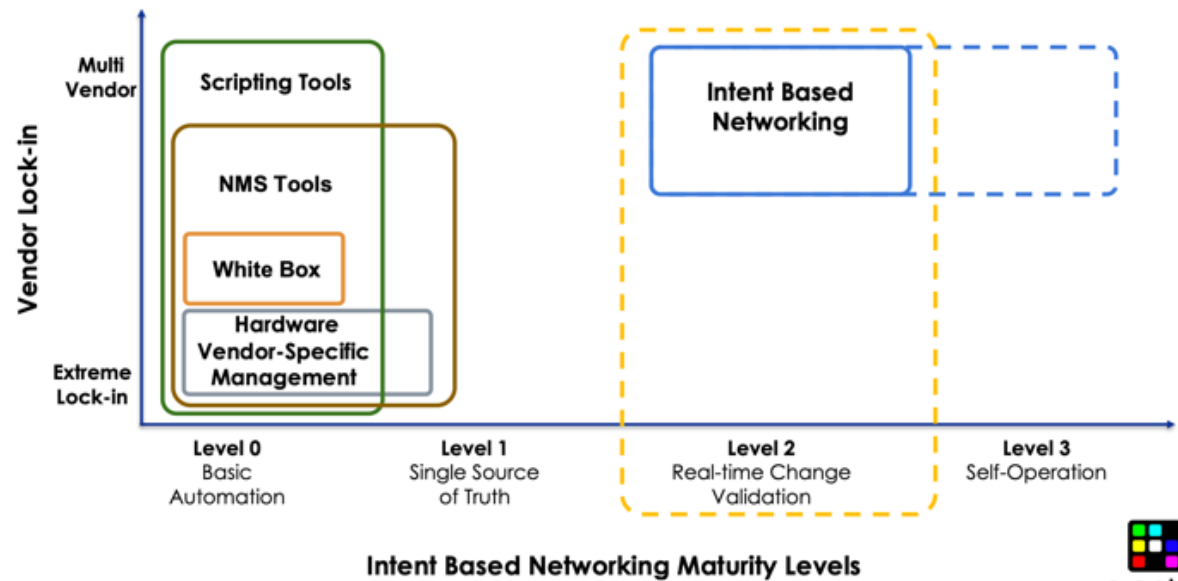 Multi
Vendor
Scripting Tools
Intent Based
Networking
NMS Tools
White Box
Hardware
Vendor-Specific
Management
Extreme
Lock-in
Vendor Lock-in
Level 0
Basic
Automation
Level 1
Single Source
of Truth
Level 2
Real-time Change
Validation
Level 3
Self-Operation
Intent Based Networking Maturity Levels